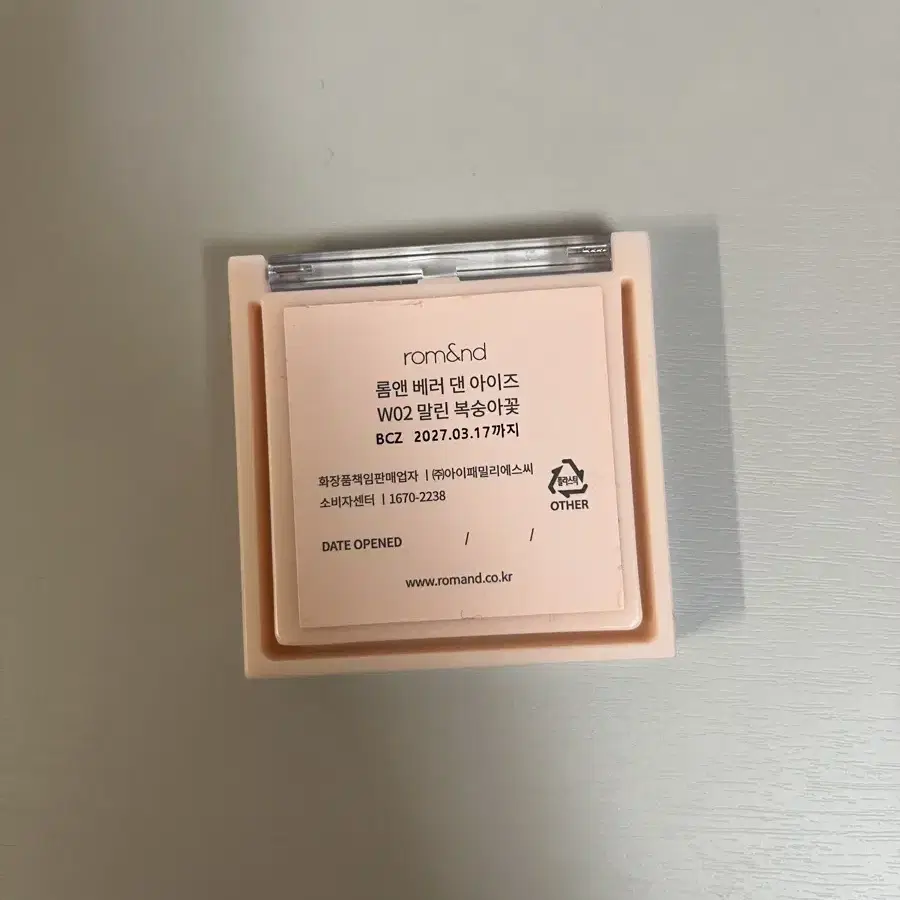 rom&nd
롬앤 베러 댄 아이즈
W02 말린 복숭아꽃
BCZ 2027.03.17까지
화장품책임판매업자 | ㈜아이패밀리에스씨
소비자센터 | 1670-2238
플라스틱
OTHER
DATE OPENED / /
www.romand.co.kr